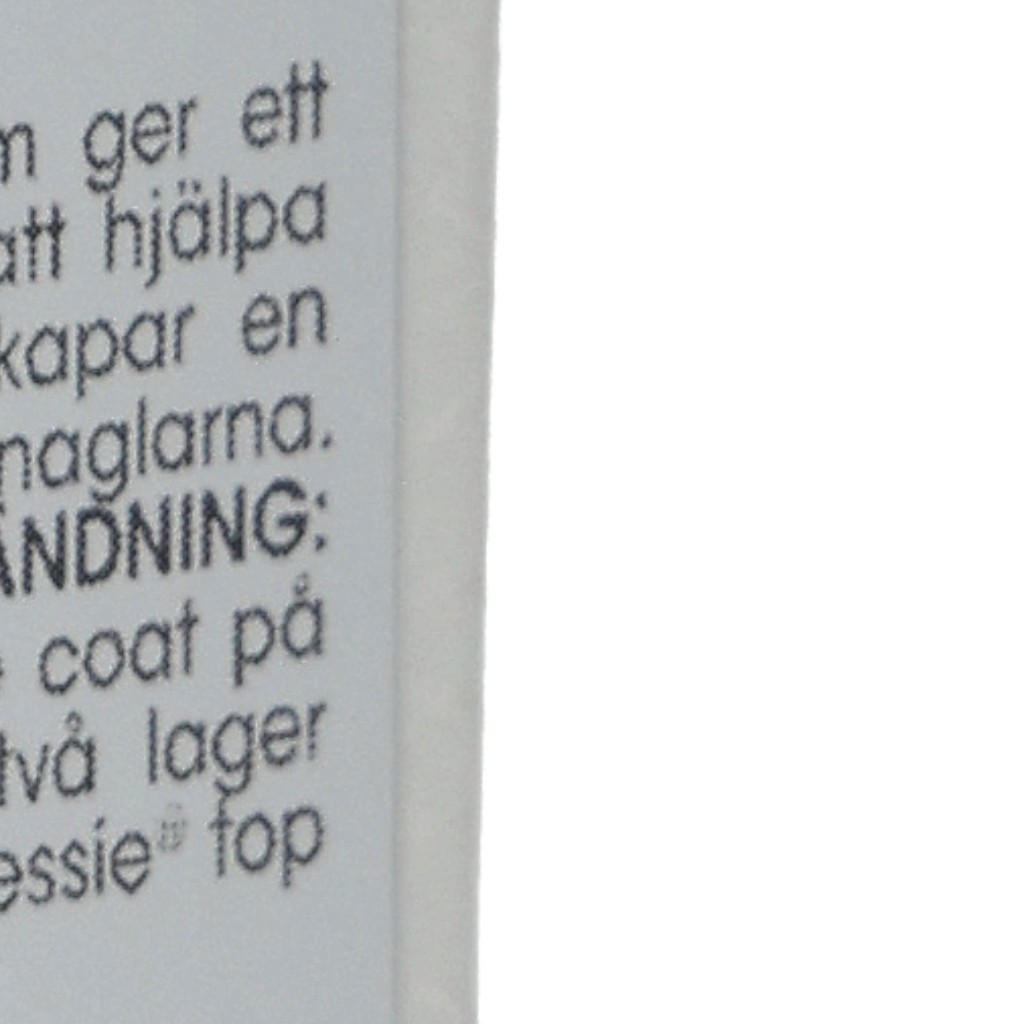 m ger ett
att hjälpa
kapar en
naglarna.
ÄNDNING:
coat på
två lager
essie® top